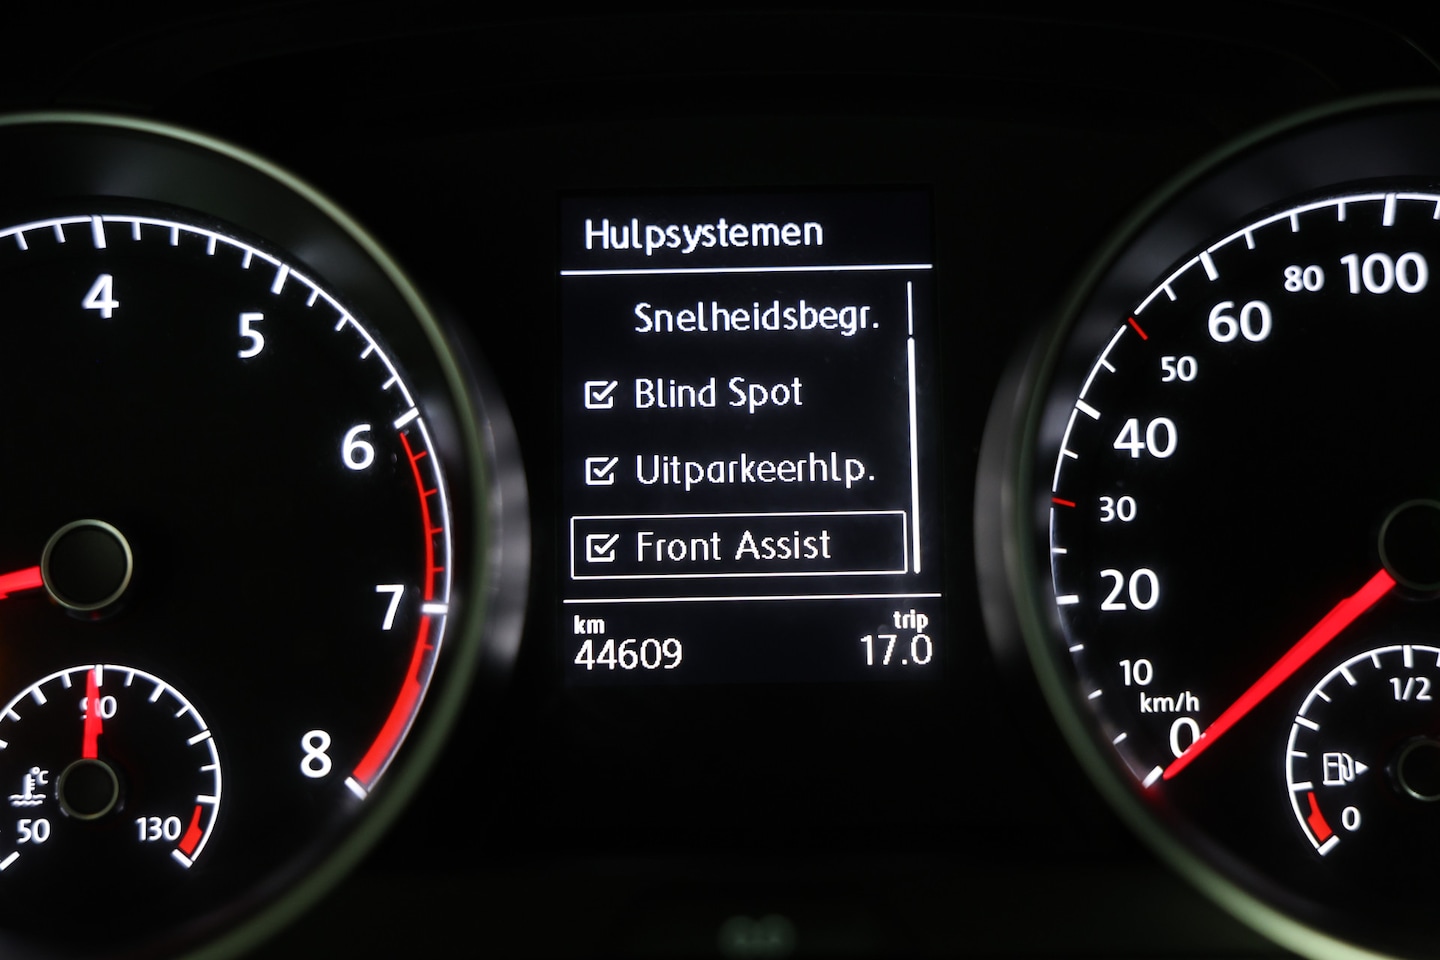 Hulpsystemen
Snelheidsbegr.
Blind Spot
Uitparkeerhlp.
Front Assist
km
44609
trip
17.0
4
5
6
7
8
90
°C
50
130
100
80
60
50
40
30
20
10
km/h
0
1/2
0